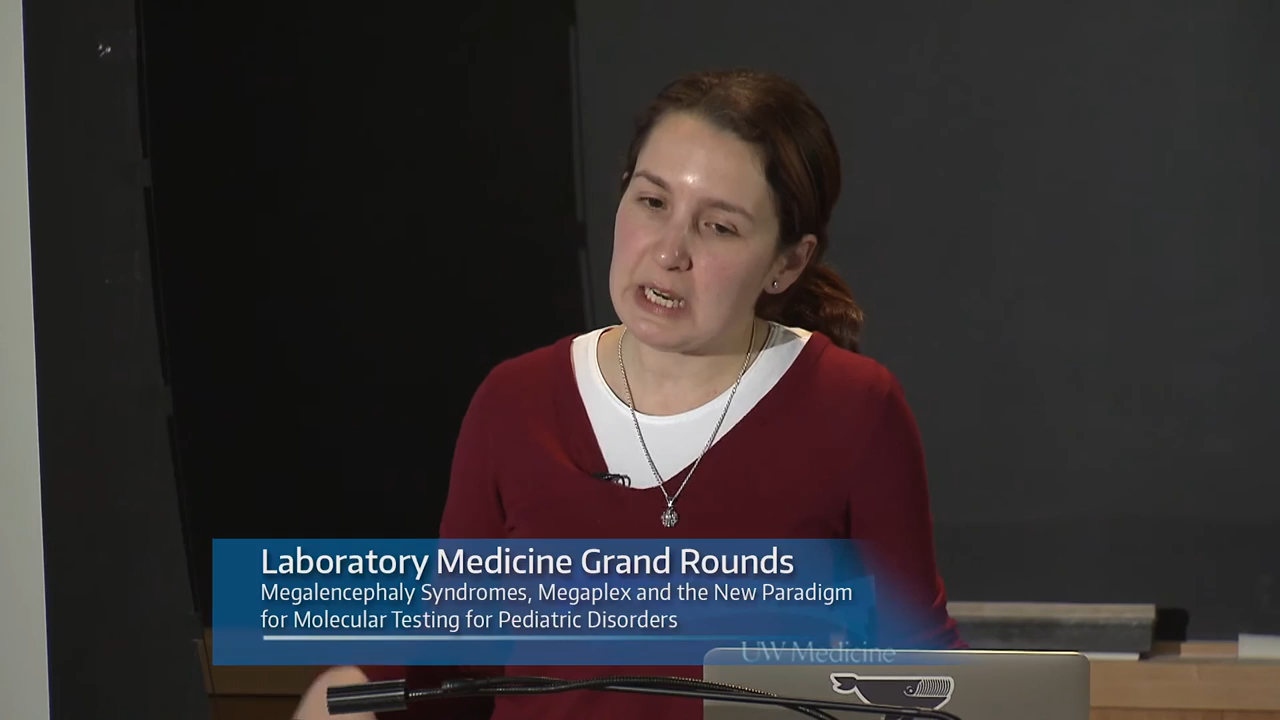 Laboratory Medicine Grand Rounds
Megalencephaly Syndromes, Megaplex and the New Paradigm
for Molecular Testing for Pediatric Disorders
UW Medicine